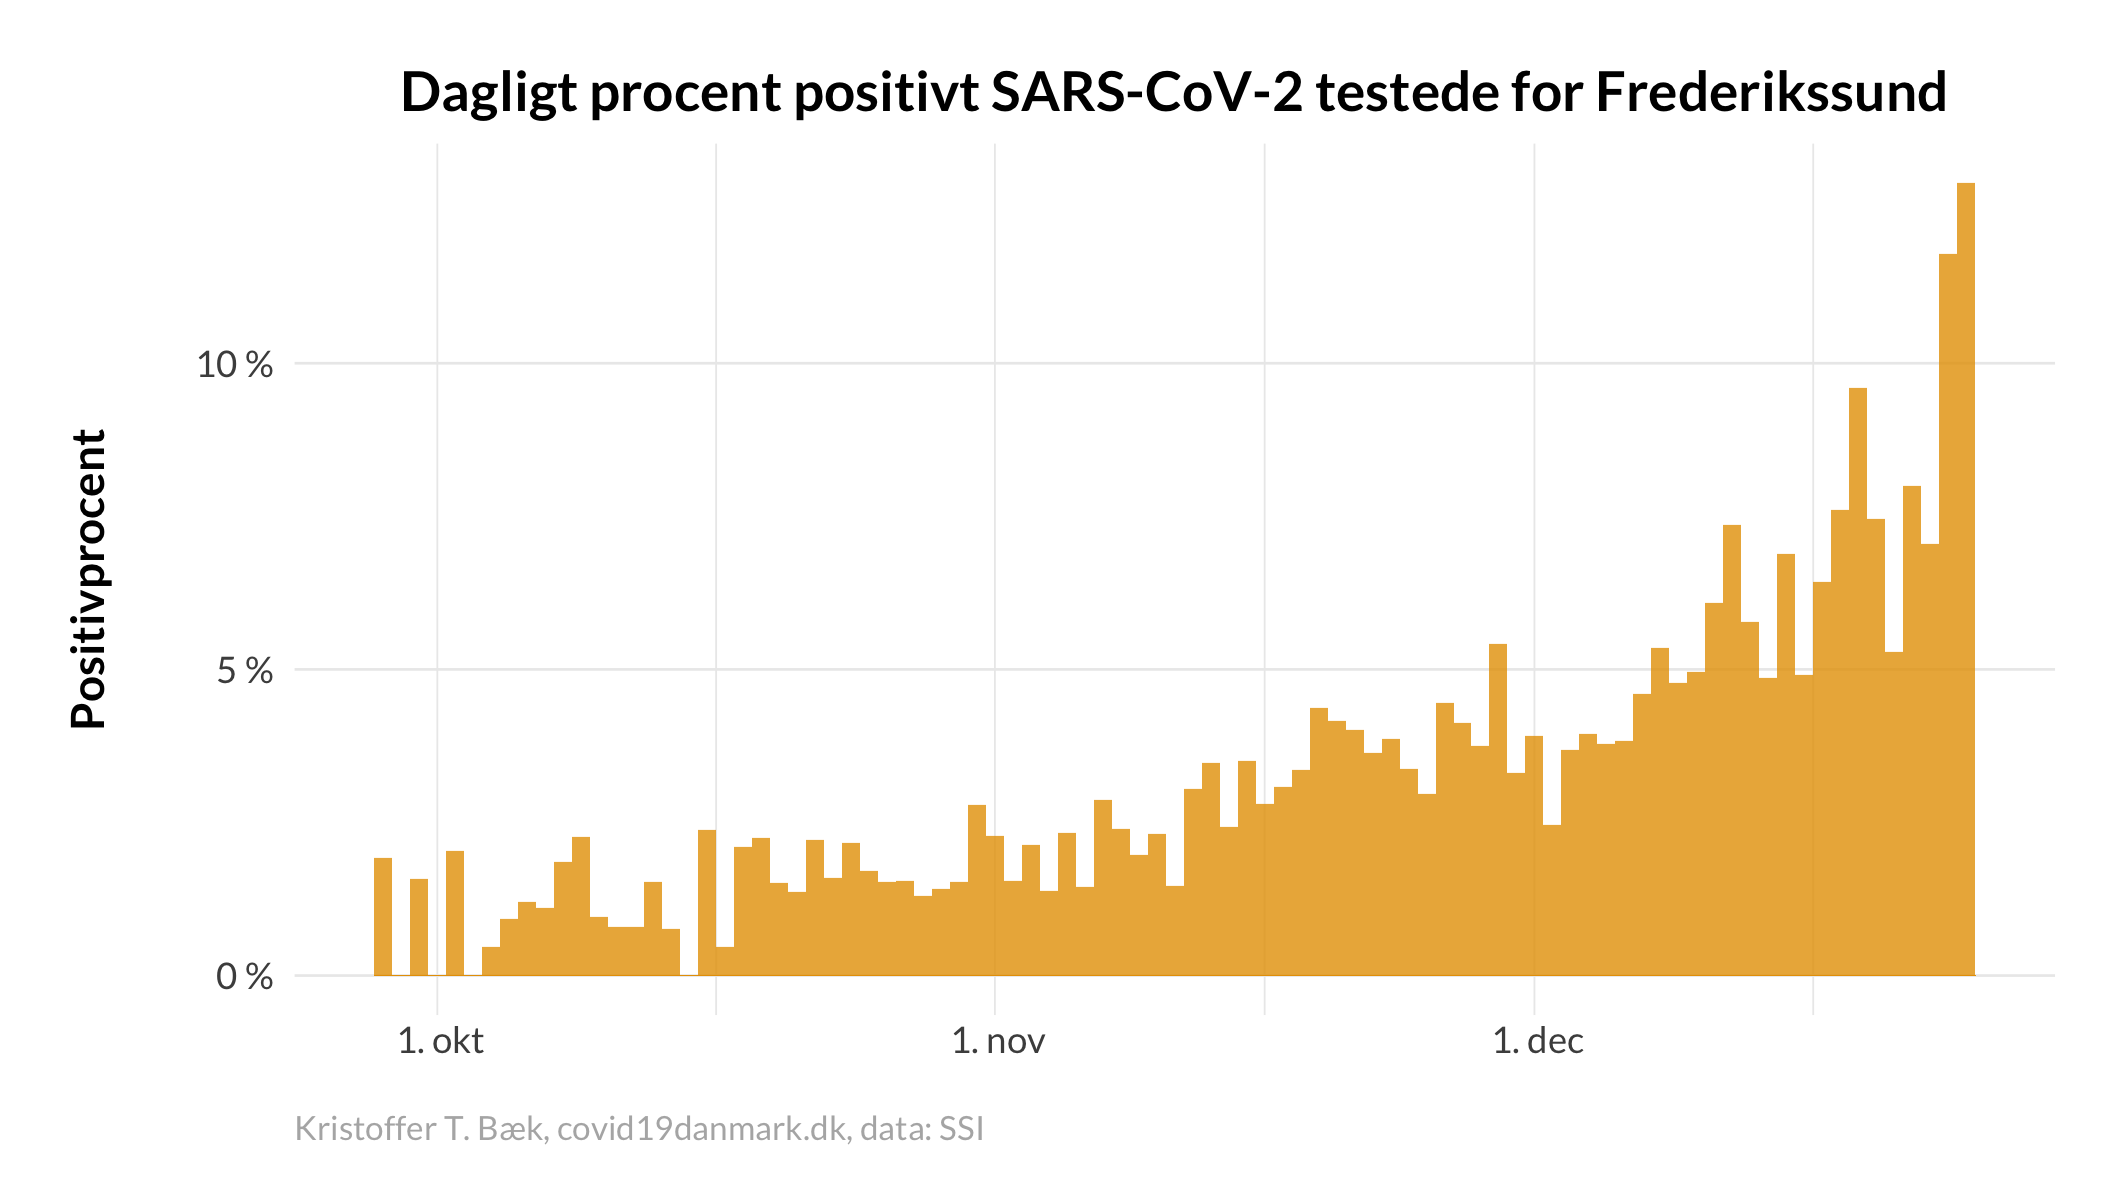 Dagligt procent positivt SARS-CoV-2 testede for Frederikssund
Positivprocent
10 %
5 %
0 %
1. okt
1. nov
1. dec
Kristoffer T. Bæk, covid19danmark.dk, data: SSI